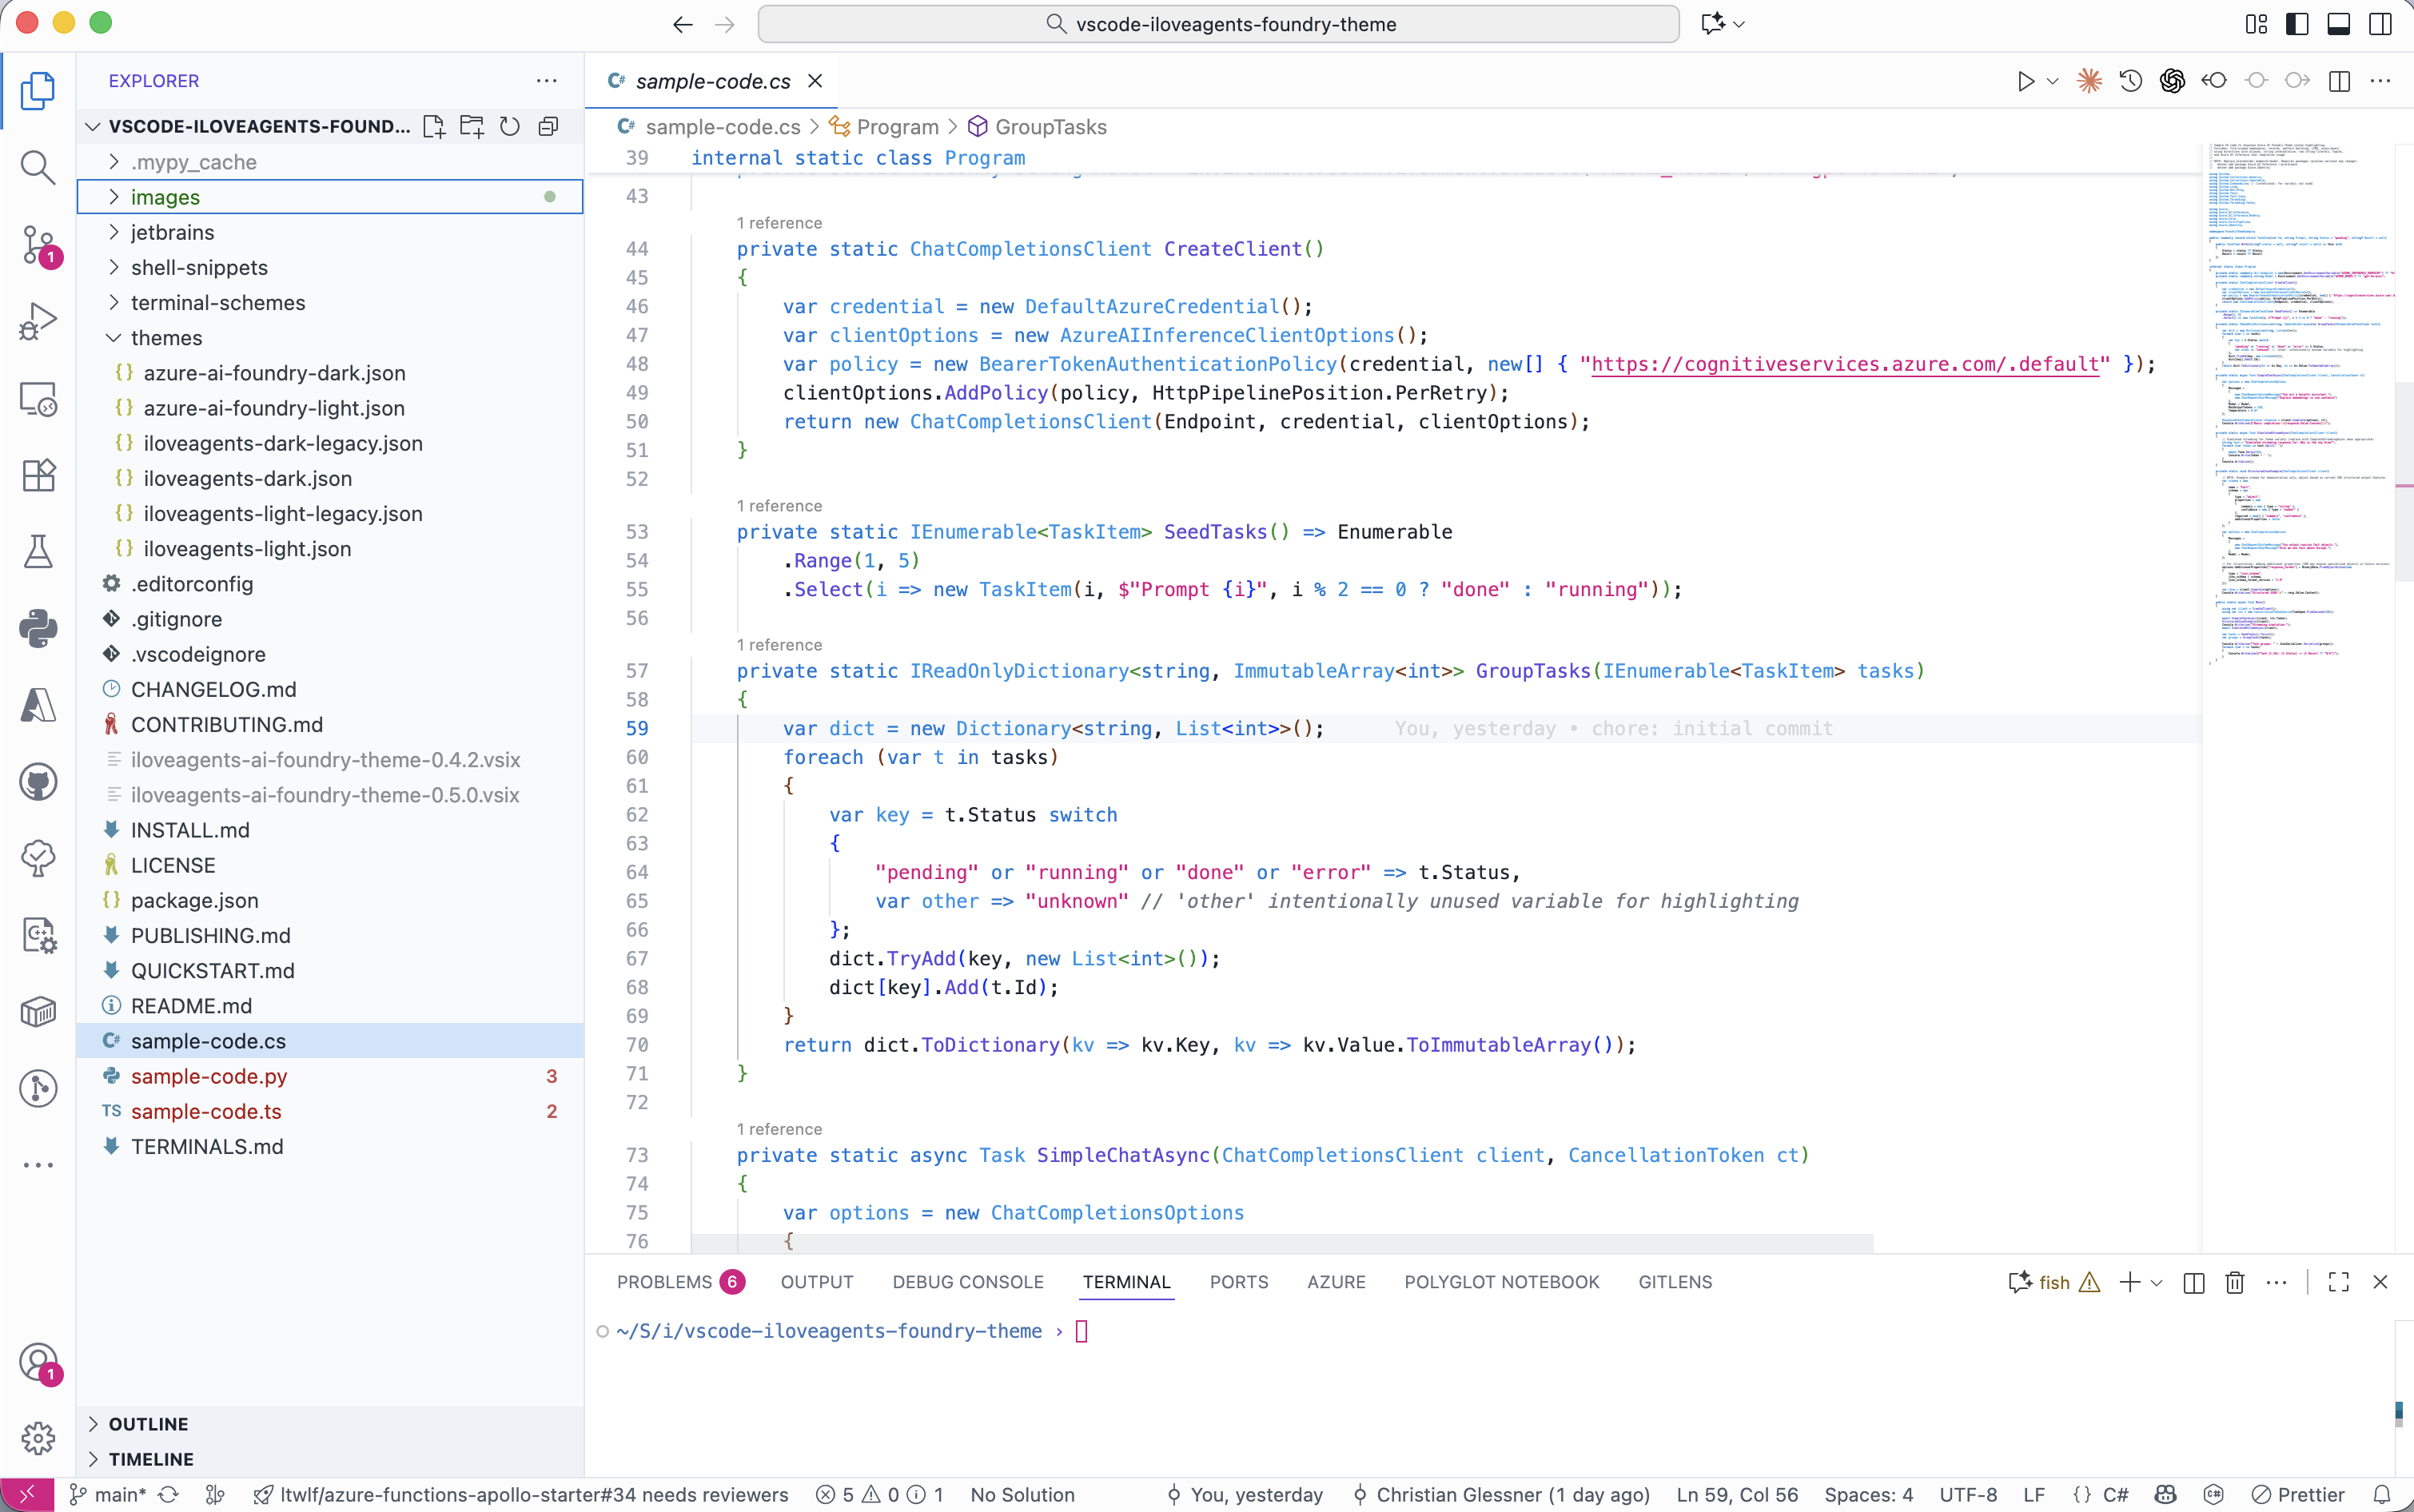 vscode-iloveagents-foundry-theme
EXPLORER
VSCODE-ILOVEAGENTS-FOUND...
.mypy_cache
images
jetbrains
shell-snippets
terminal-schemes
themes
{} azure-ai-foundry-dark.json
{} azure-ai-foundry-light.json
{} iloveagents-dark-legacy.json
{} iloveagents-dark.json
{} iloveagents-light-legacy.json
{} iloveagents-light.json
.editorconfig
.gitignore
.vscodeignore
CHANGELOG.md
CONTRIBUTING.md
iloveagents-ai-foundry-theme-0.4.2.vsix
iloveagents-ai-foundry-theme-0.5.0.vsix
INSTALL.md
LICENSE
{} package.json
PUBLISHING.md
QUICKSTART.md
README.md
C# sample-code.cs
sample-code.py 3
TS sample-code.ts 2
TERMINALS.md
OUTLINE
TIMELINE
1
1
C# sample-code.cs
C# sample-code.cs > Program > GroupTasks
39 internal static class Program
43
1 reference
44 private static ChatCompletionsClient CreateClient()
45 {
46 var credential = new DefaultAzureCredential();
47 var clientOptions = new AzureAIInferenceClientOptions();
48 var policy = new BearerTokenAuthenticationPolicy(credential, new[] { "https://cognitiveservices.azure.com/.default" });
49 clientOptions.AddPolicy(policy, HttpPipelinePosition.PerRetry);
50 return new ChatCompletionsClient(Endpoint, credential, clientOptions);
51 }
52
1 reference
53 private static IEnumerable<TaskItem> SeedTasks() => Enumerable
54 .Range(1, 5)
55 .Select(i => new TaskItem(i, $"Prompt {i}", i % 2 == 0 ? "done" : "running"));
56
1 reference
57 private static IReadOnlyDictionary<string, ImmutableArray<int>> GroupTasks(IEnumerable<TaskItem> tasks)
58 {
59 var dict = new Dictionary<string, List<int>>(); You, yesterday • chore: initial commit
60 foreach (var t in tasks)
61 {
62 var key = t.Status switch
63 {
64 "pending" or "running" or "done" or "error" => t.Status,
65 var other => "unknown" // 'other' intentionally unused variable for highlighting
66 };
67 dict.TryAdd(key, new List<int>());
68 dict[key].Add(t.Id);
69 }
70 return dict.ToDictionary(kv => kv.Key, kv => kv.Value.ToImmutableArray());
71 }
72
1 reference
73 private static async Task SimpleChatAsync(ChatCompletionsClient client, CancellationToken ct)
74 {
75 var options = new ChatCompletionsOptions
76 {
PROBLEMS 6 OUTPUT DEBUG CONSOLE TERMINAL PORTS AZURE POLYGLOT NOTEBOOK GITLENS
fish
~/S/i/vscode-iloveagents-foundry-theme ›
main* ltwlf/azure-functions-apollo-starter#34 needs reviewers 5 0 1 No Solution You, yesterday Christian Glessner (1 day ago) Ln 59, Col 56 Spaces: 4 UTF-8 LF {} C# Prettier